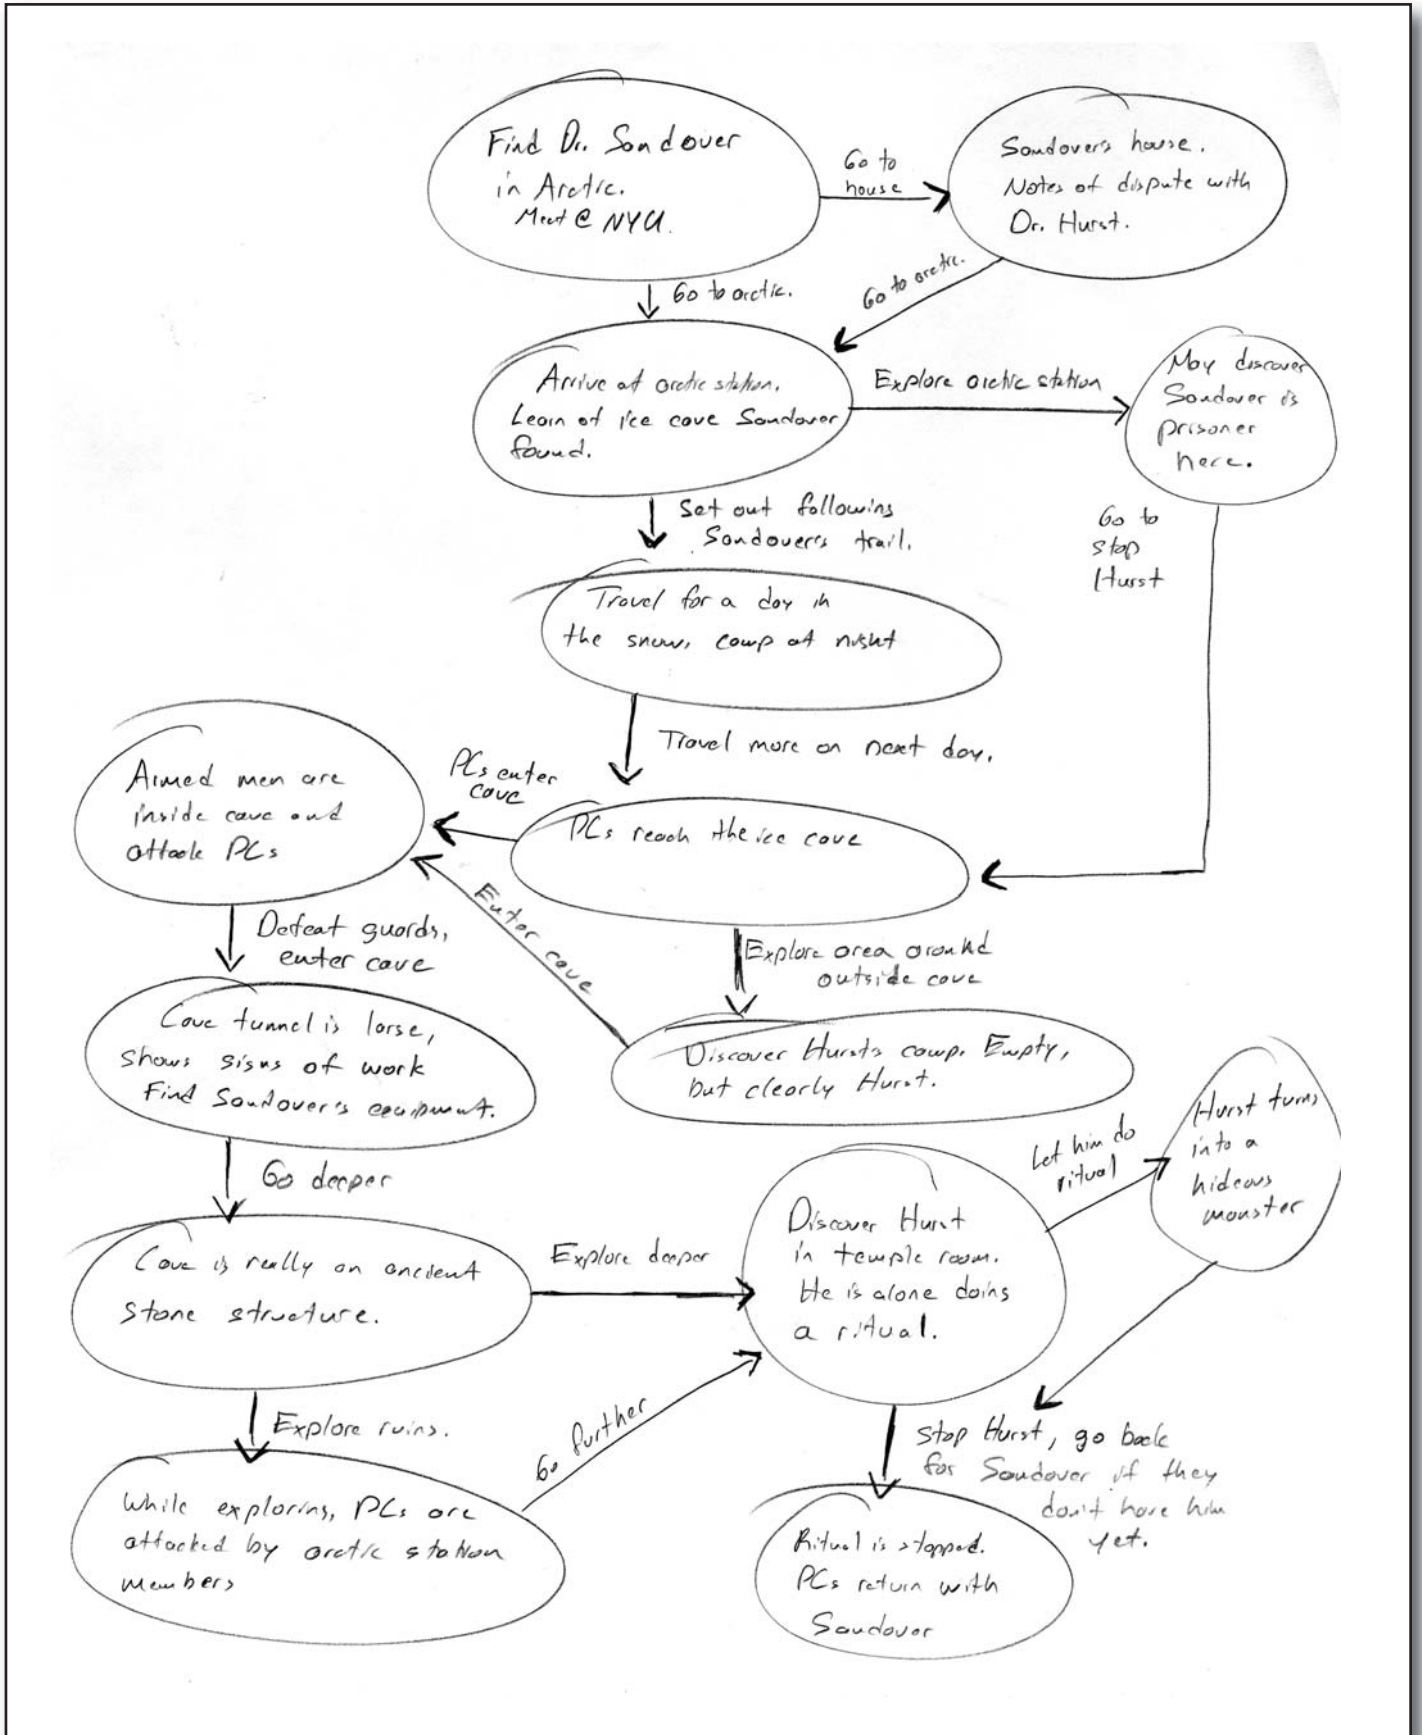 Find Dr. Sandover
in Arctic.
Meet @ NYU.
Go to
house
Sandover's house.
Notes of dispute with
Dr. Hurst.
Go to arctic.
Go to arctic.
Arrive at arctic station.
Learn of ice cave Sandover
found.
Explore arctic station
May discover
Sandover is
prisoner
here.
Set out following
Sandover's trail.
Go to
stop
Hurst
Travel for a day in
the snow, camp at night
Travel more on next day.
Armed men are
inside cave and
attack PCs
PCs enter
cave
PCs reach the ice cave
Defeat guards,
enter cave
Enter cave
Explore area around
outside cave
Cave tunnel is large,
shows signs of work
Find Sandover's equipment.
Discover Hurst's camp. Empty,
but clearly Hurst.
Go deeper
Let him do
ritual
Hurst turns
into a
hideous
monster
Cave is really an ancient
stone structure.
Explore deeper
Discover Hurst
in temple room.
He is alone doing
a ritual.
Explore ruins.
Go further
Stop Hurst, go back
for Sandover if they
don't have him
yet.
While exploring, PCs are
attacked by arctic station
members
Ritual is stopped.
PCs return with
Sandover